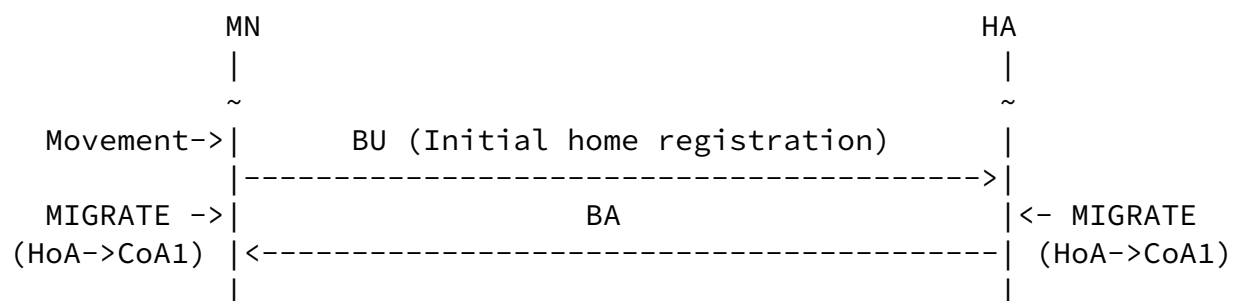 MN                                        HA
                |                                          |
                ~                                          ~
    Movement->|      BU (Initial home registration)      |
                |----------------------------------------->|
    MIGRATE ->|                   BA                     |<- MIGRATE
  (HoA->CoA1) |<-----------------------------------------| (HoA->CoA1)
                |                                          |